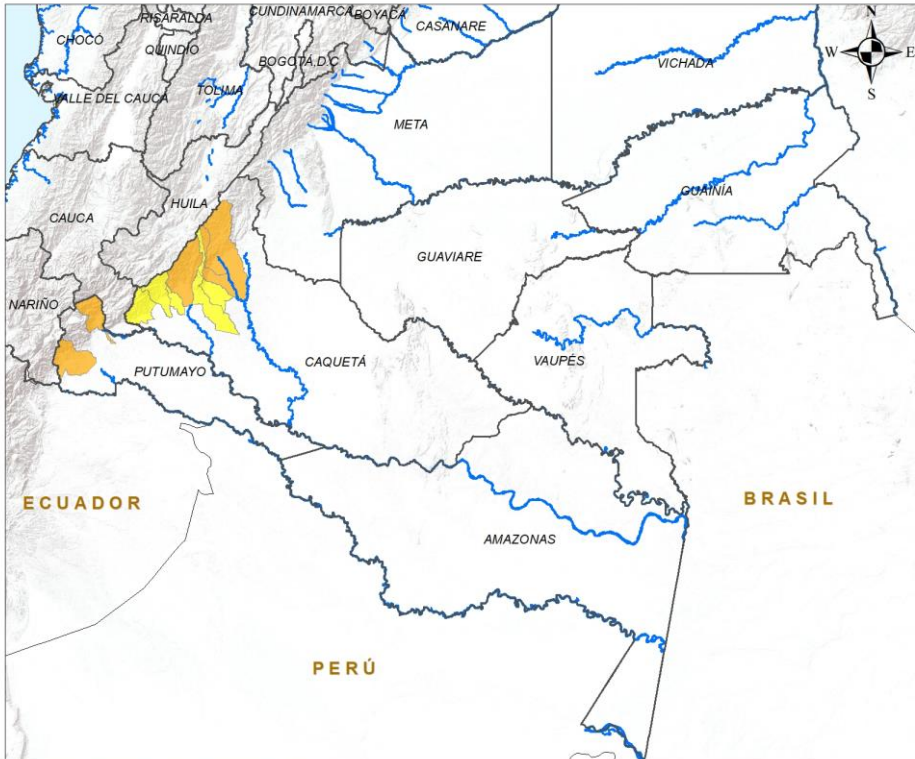 CUNDINAMARCA
BOYACÁ
RISARALDA
CASANARE
N
CHOCÓ
QUINDIO
BOGOTÁ D.C
W
E
VICHADA
S
VALLE DEL CAUCA
TOLIMA
META
GUAINÍA
HUILA
CAUCA
GUAVIARE
NARIÑO
CAQUETÁ
VAUPÉS
PUTUMAYO
ECUADOR
BRASIL
AMAZONAS
PERÚ